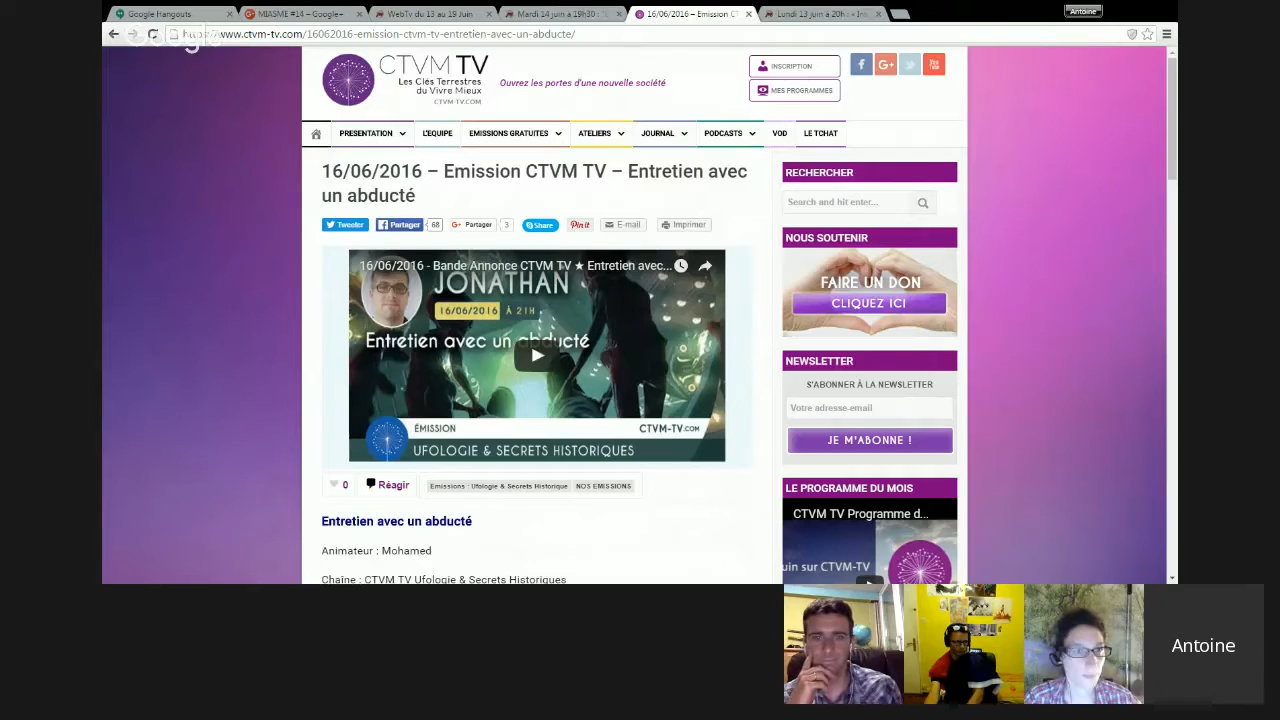 Google Hangouts
MIASME #14 – Google+
WebTv du 13 au 19 Juin
Mardi 14 juin à 19h30 :
16/06/2016 – Emission C
Lundi 13 juin à 20h :
Antoine
www.ctvm-tv.com/16062016-emission-ctvm-tv-entretien-avec-un-abducte/
CTVM TV
Les Clés Terrestres
du Vivre Mieux
CTVM-TV.COM
Ouvrez les portes d'une nouvelle société
INSCRIPTION
MES PROGRAMMES
PRESENTATION
L'EQUIPE
EMISSIONS GRATUITES
ATELIERS
JOURNAL
PODCASTS
VOD
LE TCHAT
16/06/2016 – Emission CTVM TV – Entretien avec
un abducté
Tweeter
Partager
68
Partager
3
Share
Pin it
E-mail
Imprimer
16/06/2016 - Bande Annonce CTVM TV ★ Entretien avec...
JONATHAN
16/06/2016 À 21H
Entretien avec un abducté
ÉMISSION
CTVM-TV.COM
UFOLOGIE & SECRETS HISTORIQUES
0
Réagir
Emissions : Ufologie & Secrets Historique
NOS EMISSIONS
Entretien avec un abducté
Animateur : Mohamed
Chaîne : CTVM TV Ufologie & Secrets Historiques
RECHERCHER
Search and hit enter...
NOUS SOUTENIR
FAIRE UN DON
CLIQUEZ ICI
NEWSLETTER
S'ABONNER À LA NEWSLETTER
Votre adresse-email
JE M'ABONNE !
LE PROGRAMME DU MOIS
CTVM TV Programme d...
uin sur CTVM-TV
Antoine